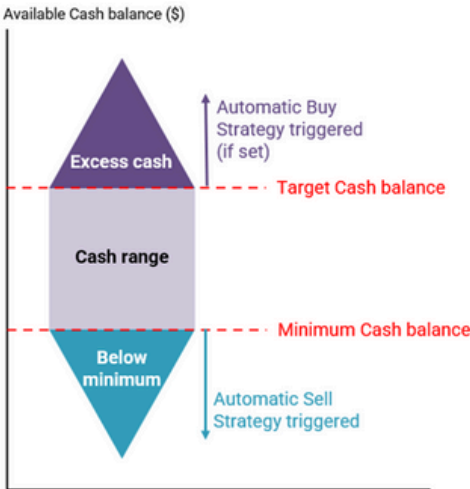 Available Cash balance ($)
Automatic Buy
Strategy triggered
(if set)
Excess cash
Target Cash balance
Cash range
Minimum Cash balance
Below
minimum
Automatic Sell
Strategy triggered